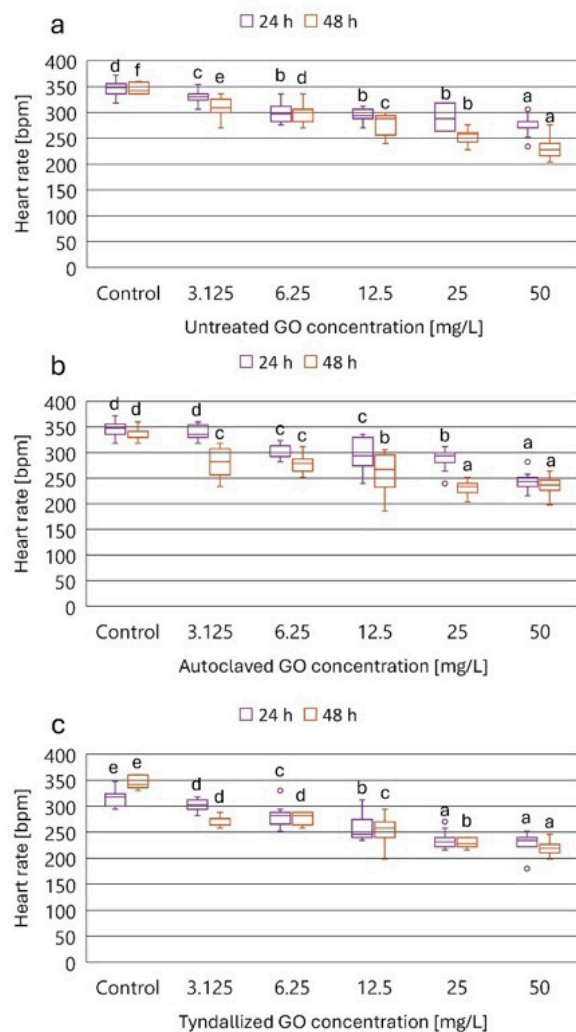 a
24 h 48 h
d f c e b d b c b b a a
400
350
300
250
200
150
100
50
0
Heart rate [bpm]
Control 3.125 6.25 12.5 25 50
Untreated GO concentration [mg/L]
b
24 h 48 h
d d d c c c c b b a a a
400
350
300
250
200
150
100
50
0
Heart rate [bpm]
Control 3.125 6.25 12.5 25 50
Autoclaved GO concentration [mg/L]
c
24 h 48 h
e e d d c d b c a b a a
400
350
300
250
200
150
100
50
0
Heart rate [bpm]
Control 3.125 6.25 12.5 25 50
Tyndallized GO concentration [mg/L]